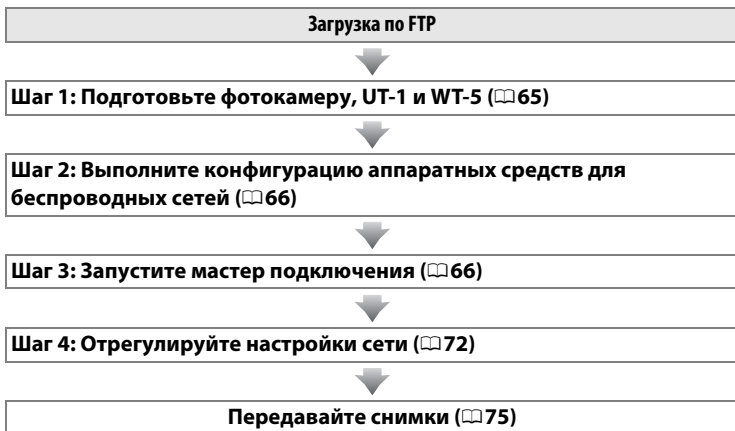 Загрузка по FTP
Шаг 1: Подготовьте фотокамеру, UT-1 и WT-5 (🕮65)
Шаг 2: Выполните конфигурацию аппаратных средств для
беспроводных сетей (🕮66)
Шаг 3: Запустите мастер подключения (🕮66)
Шаг 4: Отрегулируйте настройки сети (🕮72)
Передавайте снимки (🕮75)